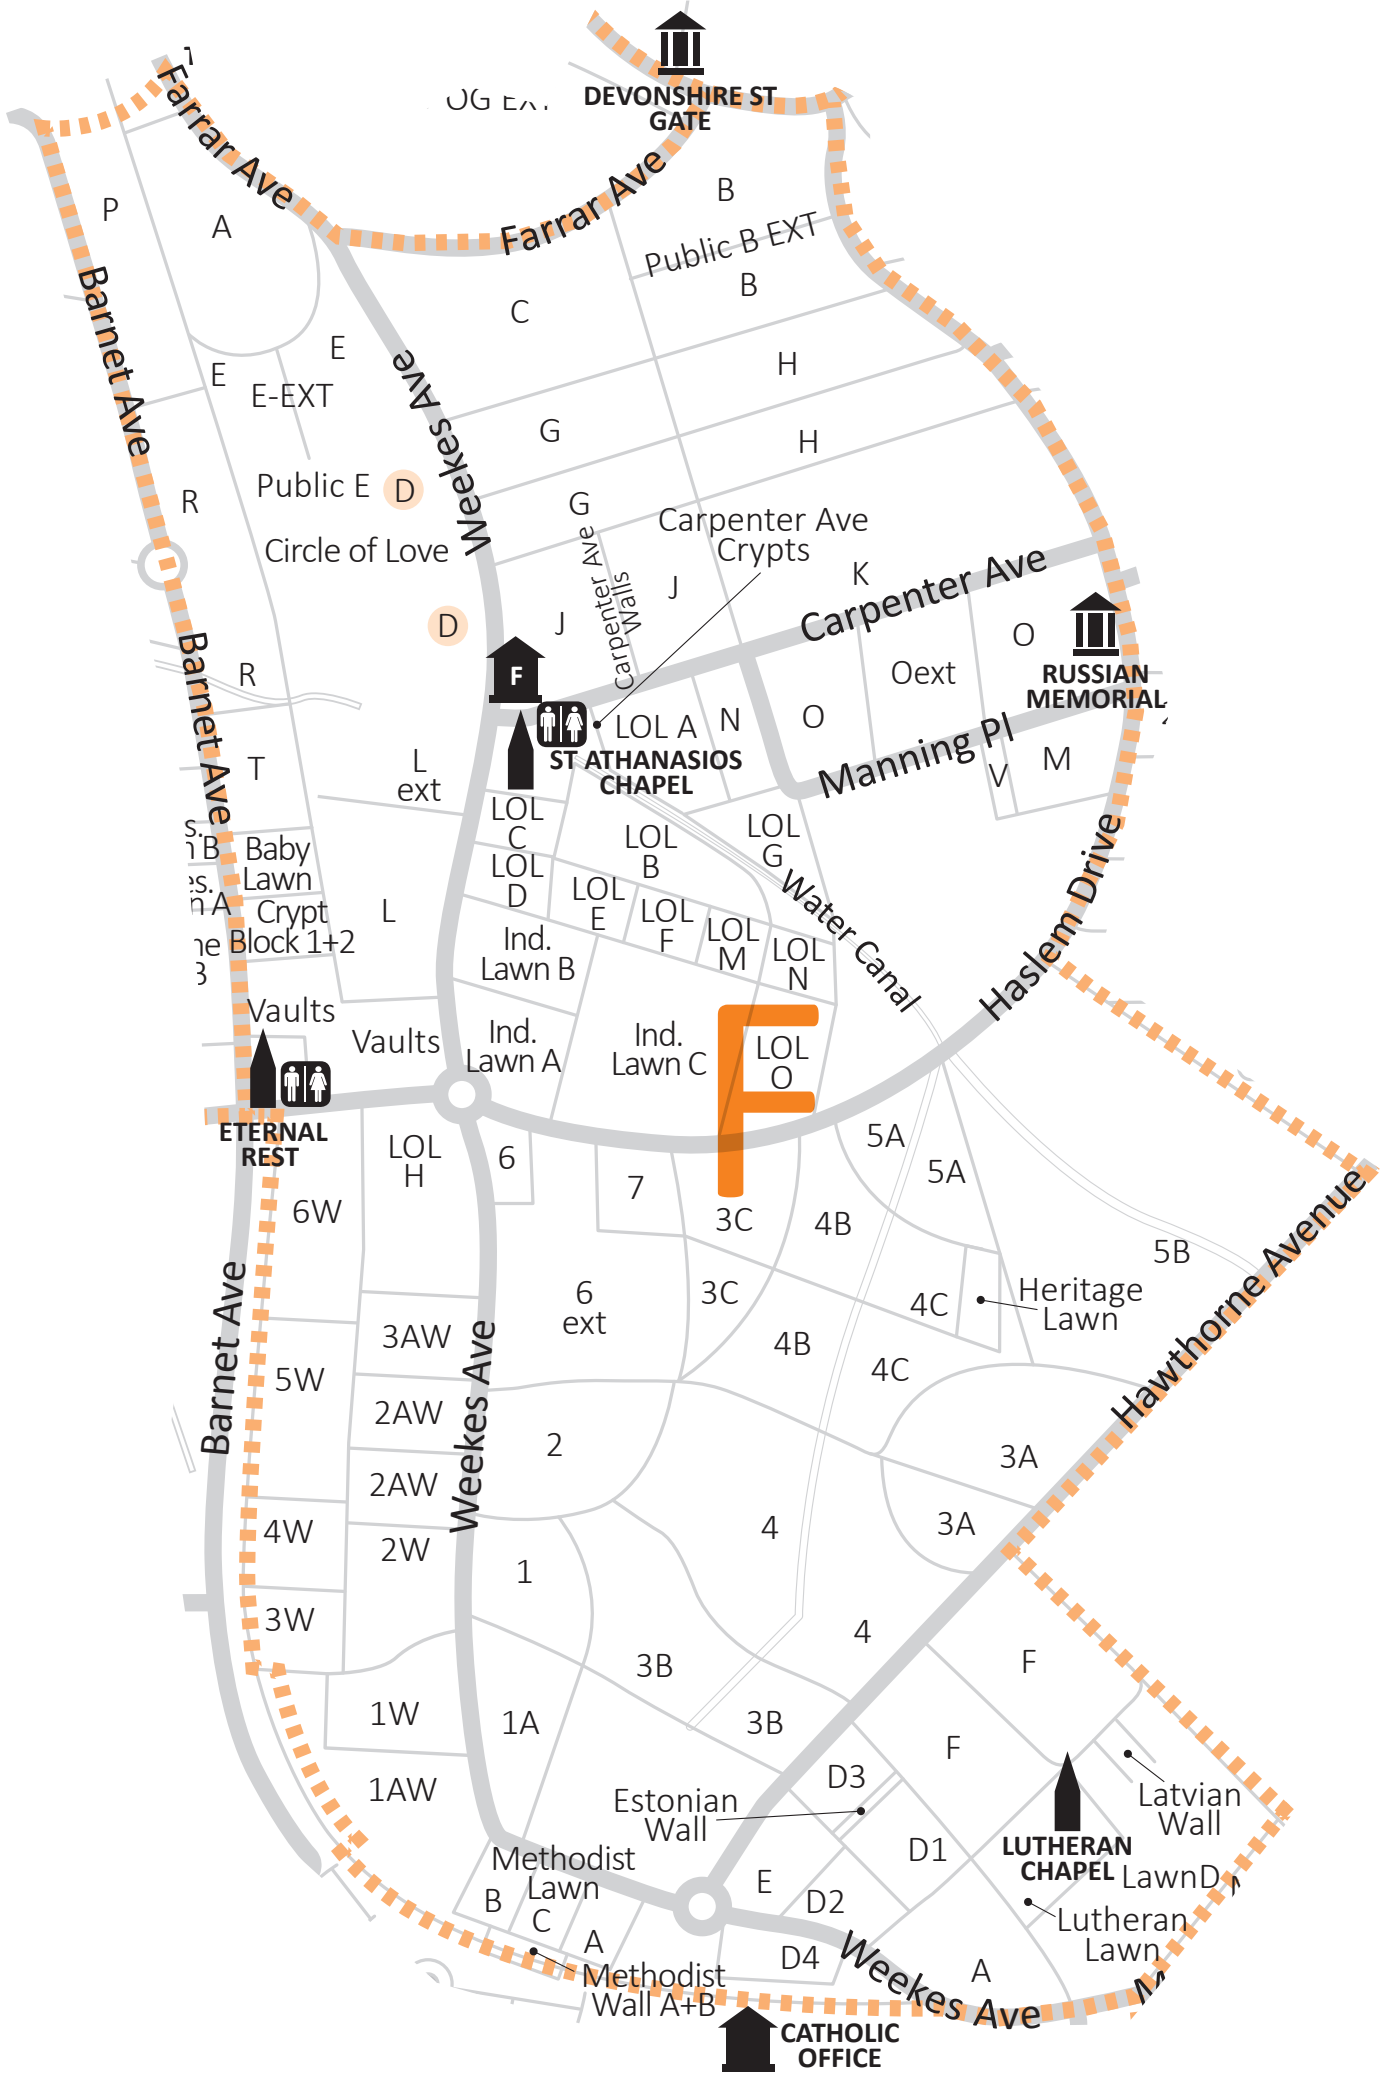 DEVONSHIRE ST
GATE
Farrar Ave
Farrar Ave
P
A
B
Public B EXT
B
C
Barnet Ave
E
E
E-EXT
Weekes Ave
H
G
H
R
Public E
D
G
Carpenter Ave
Crypts
Circle of Love
Carpenter Ave
Walls
J
J
K
Carpenter Ave
D
F
O
Oext
RUSSIAN
MEMORIAL
Barnet Ave
R
LOL A
N
O
Manning Pl
V
M
ST ATHANASIOS
CHAPEL
T
L
ext
LOL
C
LOL
B
LOL
G
Baby
Lawn
LOL
D
LOL
E
LOL
F
LOL
M
LOL
N
Water Canal
Haslem Drive
Crypt
Block 1+2
L
Ind.
Lawn B
Vaults
Vaults
Ind.
Lawn A
Ind.
Lawn C
F
LOL
O
ETERNAL
REST
LOL
H
6
7
5A
5A
6W
3C
4B
5B
Hawthorne Avenue
Barnet Ave
6
ext
3C
4C
Heritage
Lawn
3AW
Weekes Ave
4B
4C
5W
2AW
2
3A
2AW
4W
2W
4
3A
1
3W
4
3B
F
1W
1A
3B
F
D3
1AW
Estonian
Wall
Latvian
Wall
D1
LUTHERAN
CHAPEL
LawnD
Methodist
Lawn
B
C
A
E
D2
Lutheran
Lawn
D4
Weekes Ave
A
Methodist
Wall A+B
CATHOLIC
OFFICE